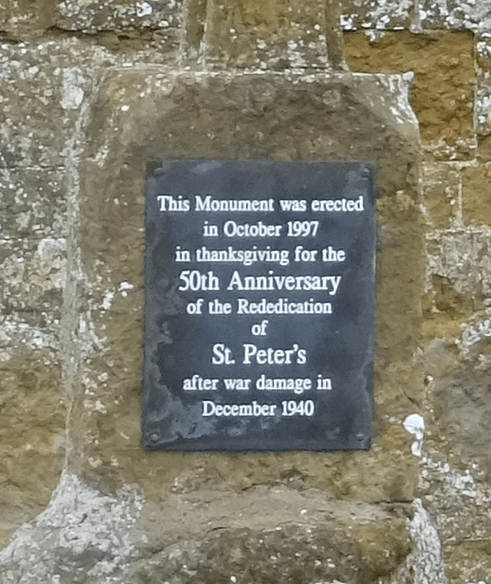 This Monument was erected
in October 1997
in thanksgiving for the
50th Anniversary
of the Rededication
of
St. Peter's
after war damage in
December 1940